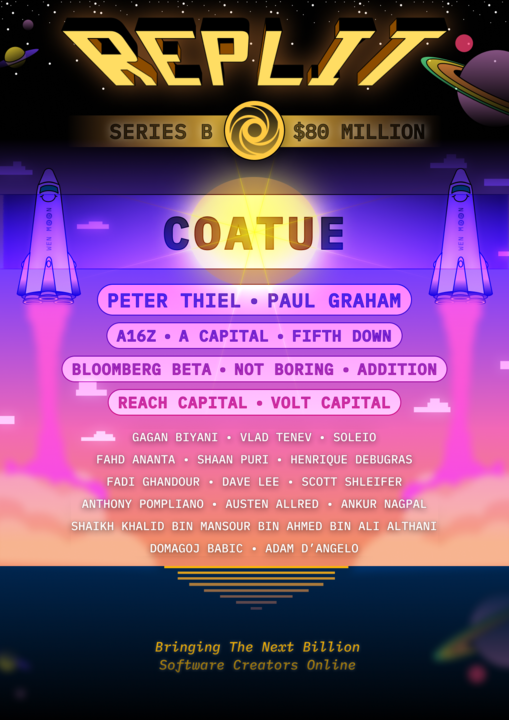 REPLIT
SERIES B $80 MILLION
COATUE
PETER THIEL • PAUL GRAHAM
A16Z • A CAPITAL • FIFTH DOWN
BLOOMBERG BETA • NOT BORING • ADDITION
REACH CAPITAL • VOLT CAPITAL
GAGAN BIYANI • VLAD TENEV • SOLEIO
FAHD ANANTA • SHAAN PURI • HENRIQUE DEBUGRAS
FADI GHANDOUR • DAVE LEE • SCOTT SHLEIFER
ANTHONY POMPLIANO • AUSTEN ALLRED • ANKUR NAGPAL
SHAIKH KHALID BIN MANSOUR BIN AHMED BIN ALI ALTHANI
DOMAGOJ BABIC • ADAM D'ANGELO
Bringing The Next Billion
Software Creators Online